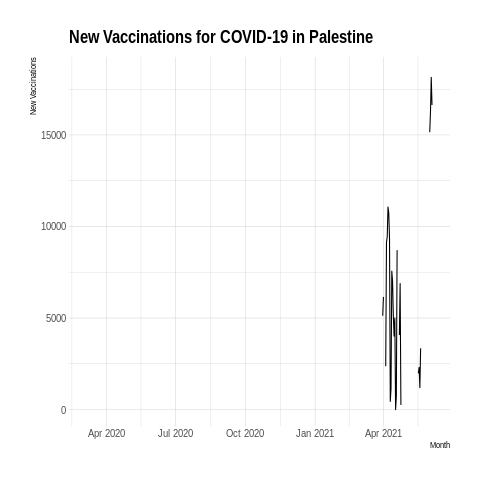 New Vaccinations for COVID-19 in Palestine
New Vaccinations
15000
10000
5000
0
Apr 2020 Jul 2020 Oct 2020 Jan 2021 Apr 2021
Month